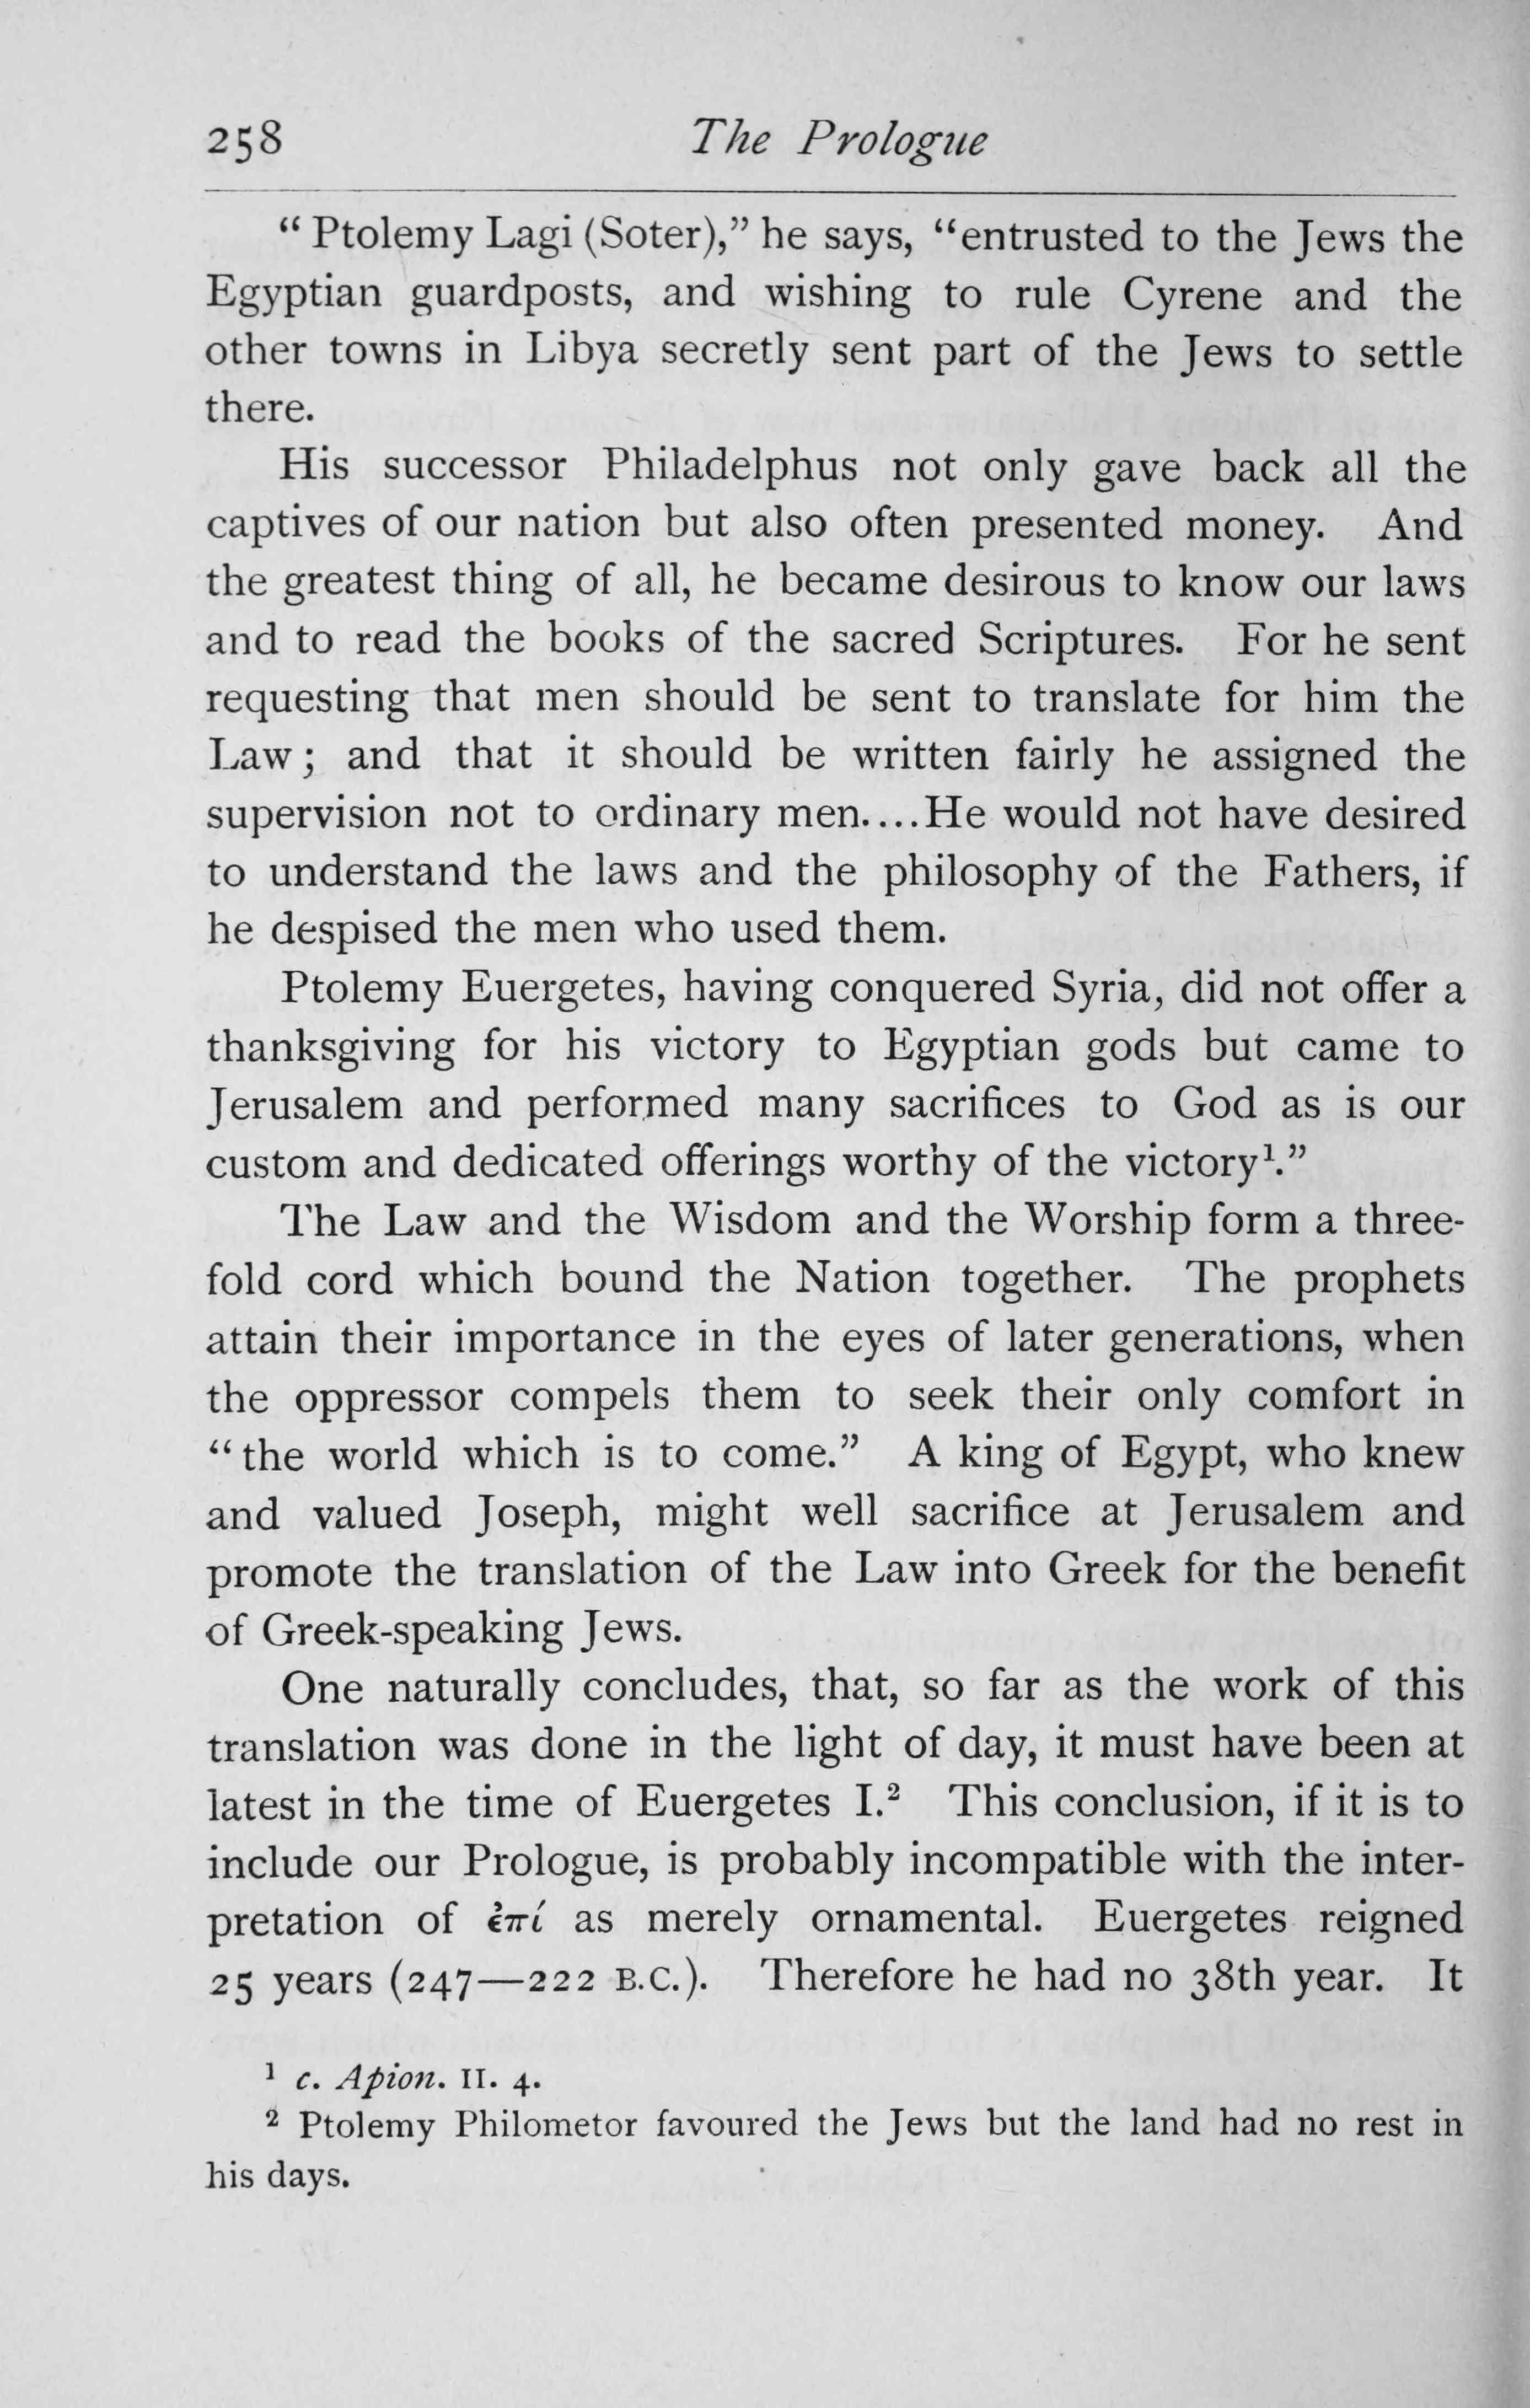 258 The Prologue
“ Ptolemy Lagi (Soter),” he says, “entrusted to the Jews the
Egyptian guardposts, and wishing to rule Cyrene and the
other towns in Libya secretly sent part of the Jews to settle
there.
His successor Philadelphus not only gave back all the
captives of our nation but also often presented money. And
the greatest thing of all, he became desirous to know our laws
and to read the books of the sacred Scriptures. For he sent
requesting that men should be sent to translate for him the
Law; and that it should be written fairly he assigned the
supervision not to ordinary men....He would not have desired
to understand the laws and the philosophy of the Fathers, if
he despised the men who used them.
Ptolemy Euergetes, having conquered Syria, did not offer a
thanksgiving for his victory to Egyptian gods but came to
Jerusalem and performed many sacrifices to God as is our
custom and dedicated offerings worthy of the victory¹.”
The Law and the Wisdom and the Worship form a three-
fold cord which bound the Nation together. The prophets
attain their importance in the eyes of later generations, when
the oppressor compels them to seek their only comfort in
“the world which is to come.” A king of Egypt, who knew
and valued Joseph, might well sacrifice at Jerusalem and
promote the translation of the Law into Greek for the benefit
of Greek-speaking Jews.
One naturally concludes, that, so far as the work of this
translation was done in the light of day, it must have been at
latest in the time of Euergetes I.² This conclusion, if it is to
include our Prologue, is probably incompatible with the inter-
pretation of ἐπί as merely ornamental. Euergetes reigned
25 years (247—222 B.C.). Therefore he had no 38th year. It
¹ c. Apion. II. 4.
² Ptolemy Philometor favoured the Jews but the land had no rest in
his days.